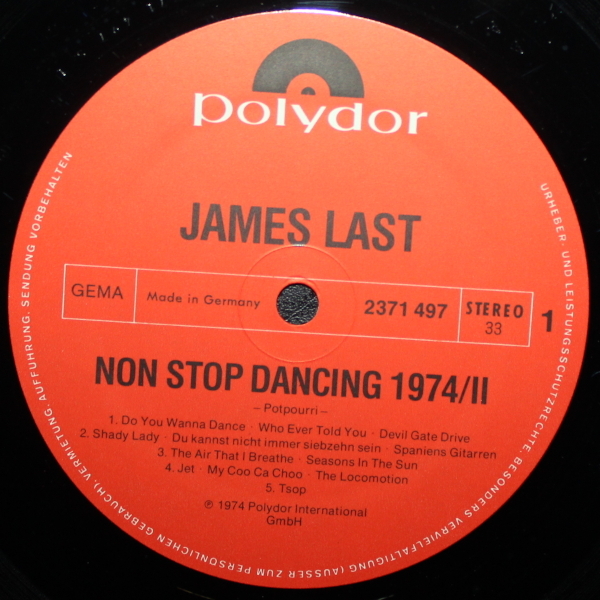 polydor
JAMES LAST
GEMA
Made in Germany
2371 497
STEREO
33
1
NON STOP DANCING 1974/II
– Potpourri –
1. Do You Wanna Dance · Who Ever Told You · Devil Gate Drive
2. Shady Lady · Du kannst nicht immer siebzehn sein · Spaniens Gitarren
3. The Air That I Breathe · Seasons In The Sun
4. Jet · My Coo Ca Choo · The Locomotion
5. Tsop
℗ 1974 Polydor International
GmbH
URHEBER- UND LEISTUNGSSCHUTZRECHTE, BESONDERS VERVIELFÄLTIGUNG (AUSSER ZUM PERSÖNLICHEN GEBRAUCH), VERMIETUNG, AUFFÜHRUNG, SENDUNG VORBEHALTEN